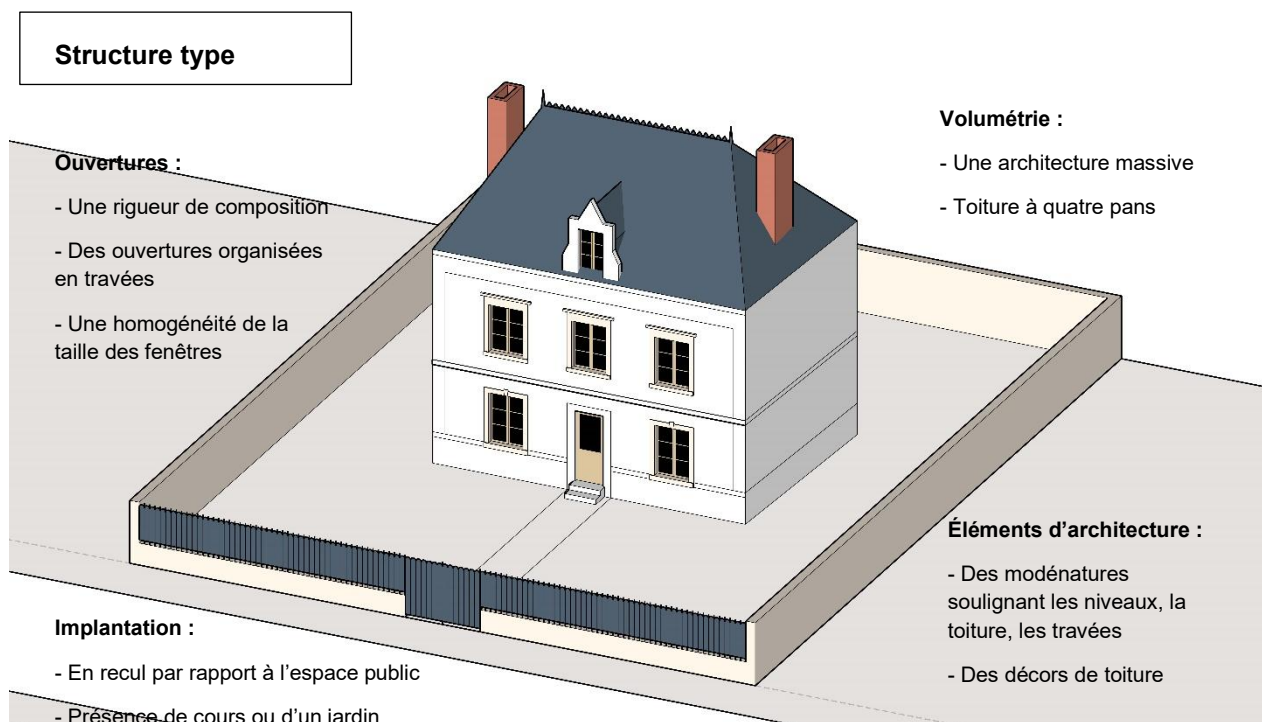 Structure type
Ouvertures :
- Une rigueur de composition
- Des ouvertures organisées
en travées
- Une homogénéité de la
taille des fenêtres
Volumétrie :
- Une architecture massive
- Toiture à quatre pans
Implantation :
- En recul par rapport à l’espace public
- Présence de cours ou d’un jardin
Éléments d’architecture :
- Des modénatures
soulignant les niveaux, la
toiture, les travées
- Des décors de toiture